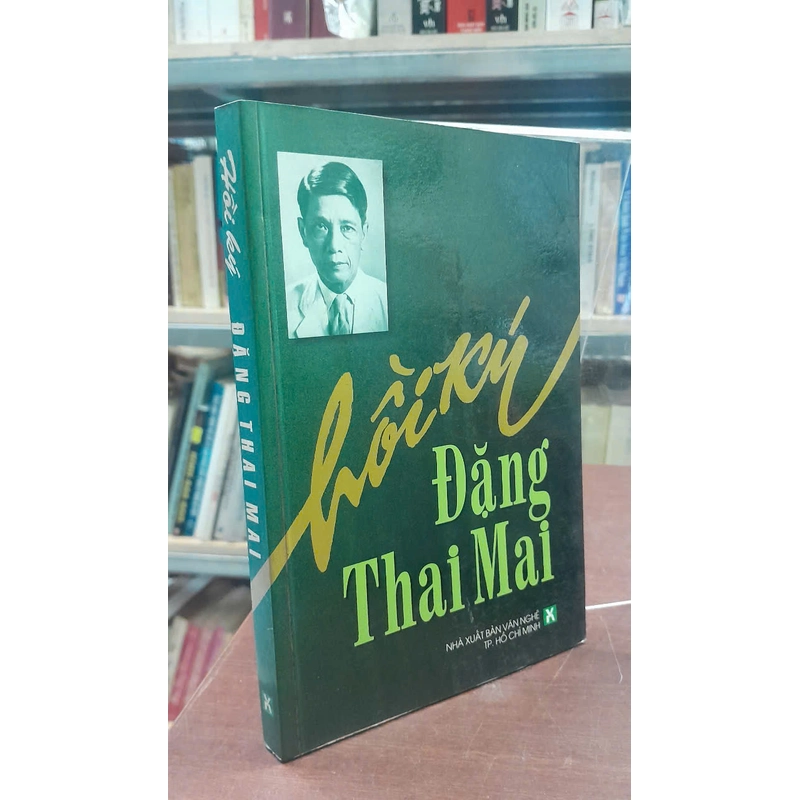 Hồi ký
ĐẶNG THAI MAI
hồi ký
Đặng
Thai Mai
NHÀ XUẤT BẢN VĂN NGHỆ
TP. HỒ CHÍ MINH